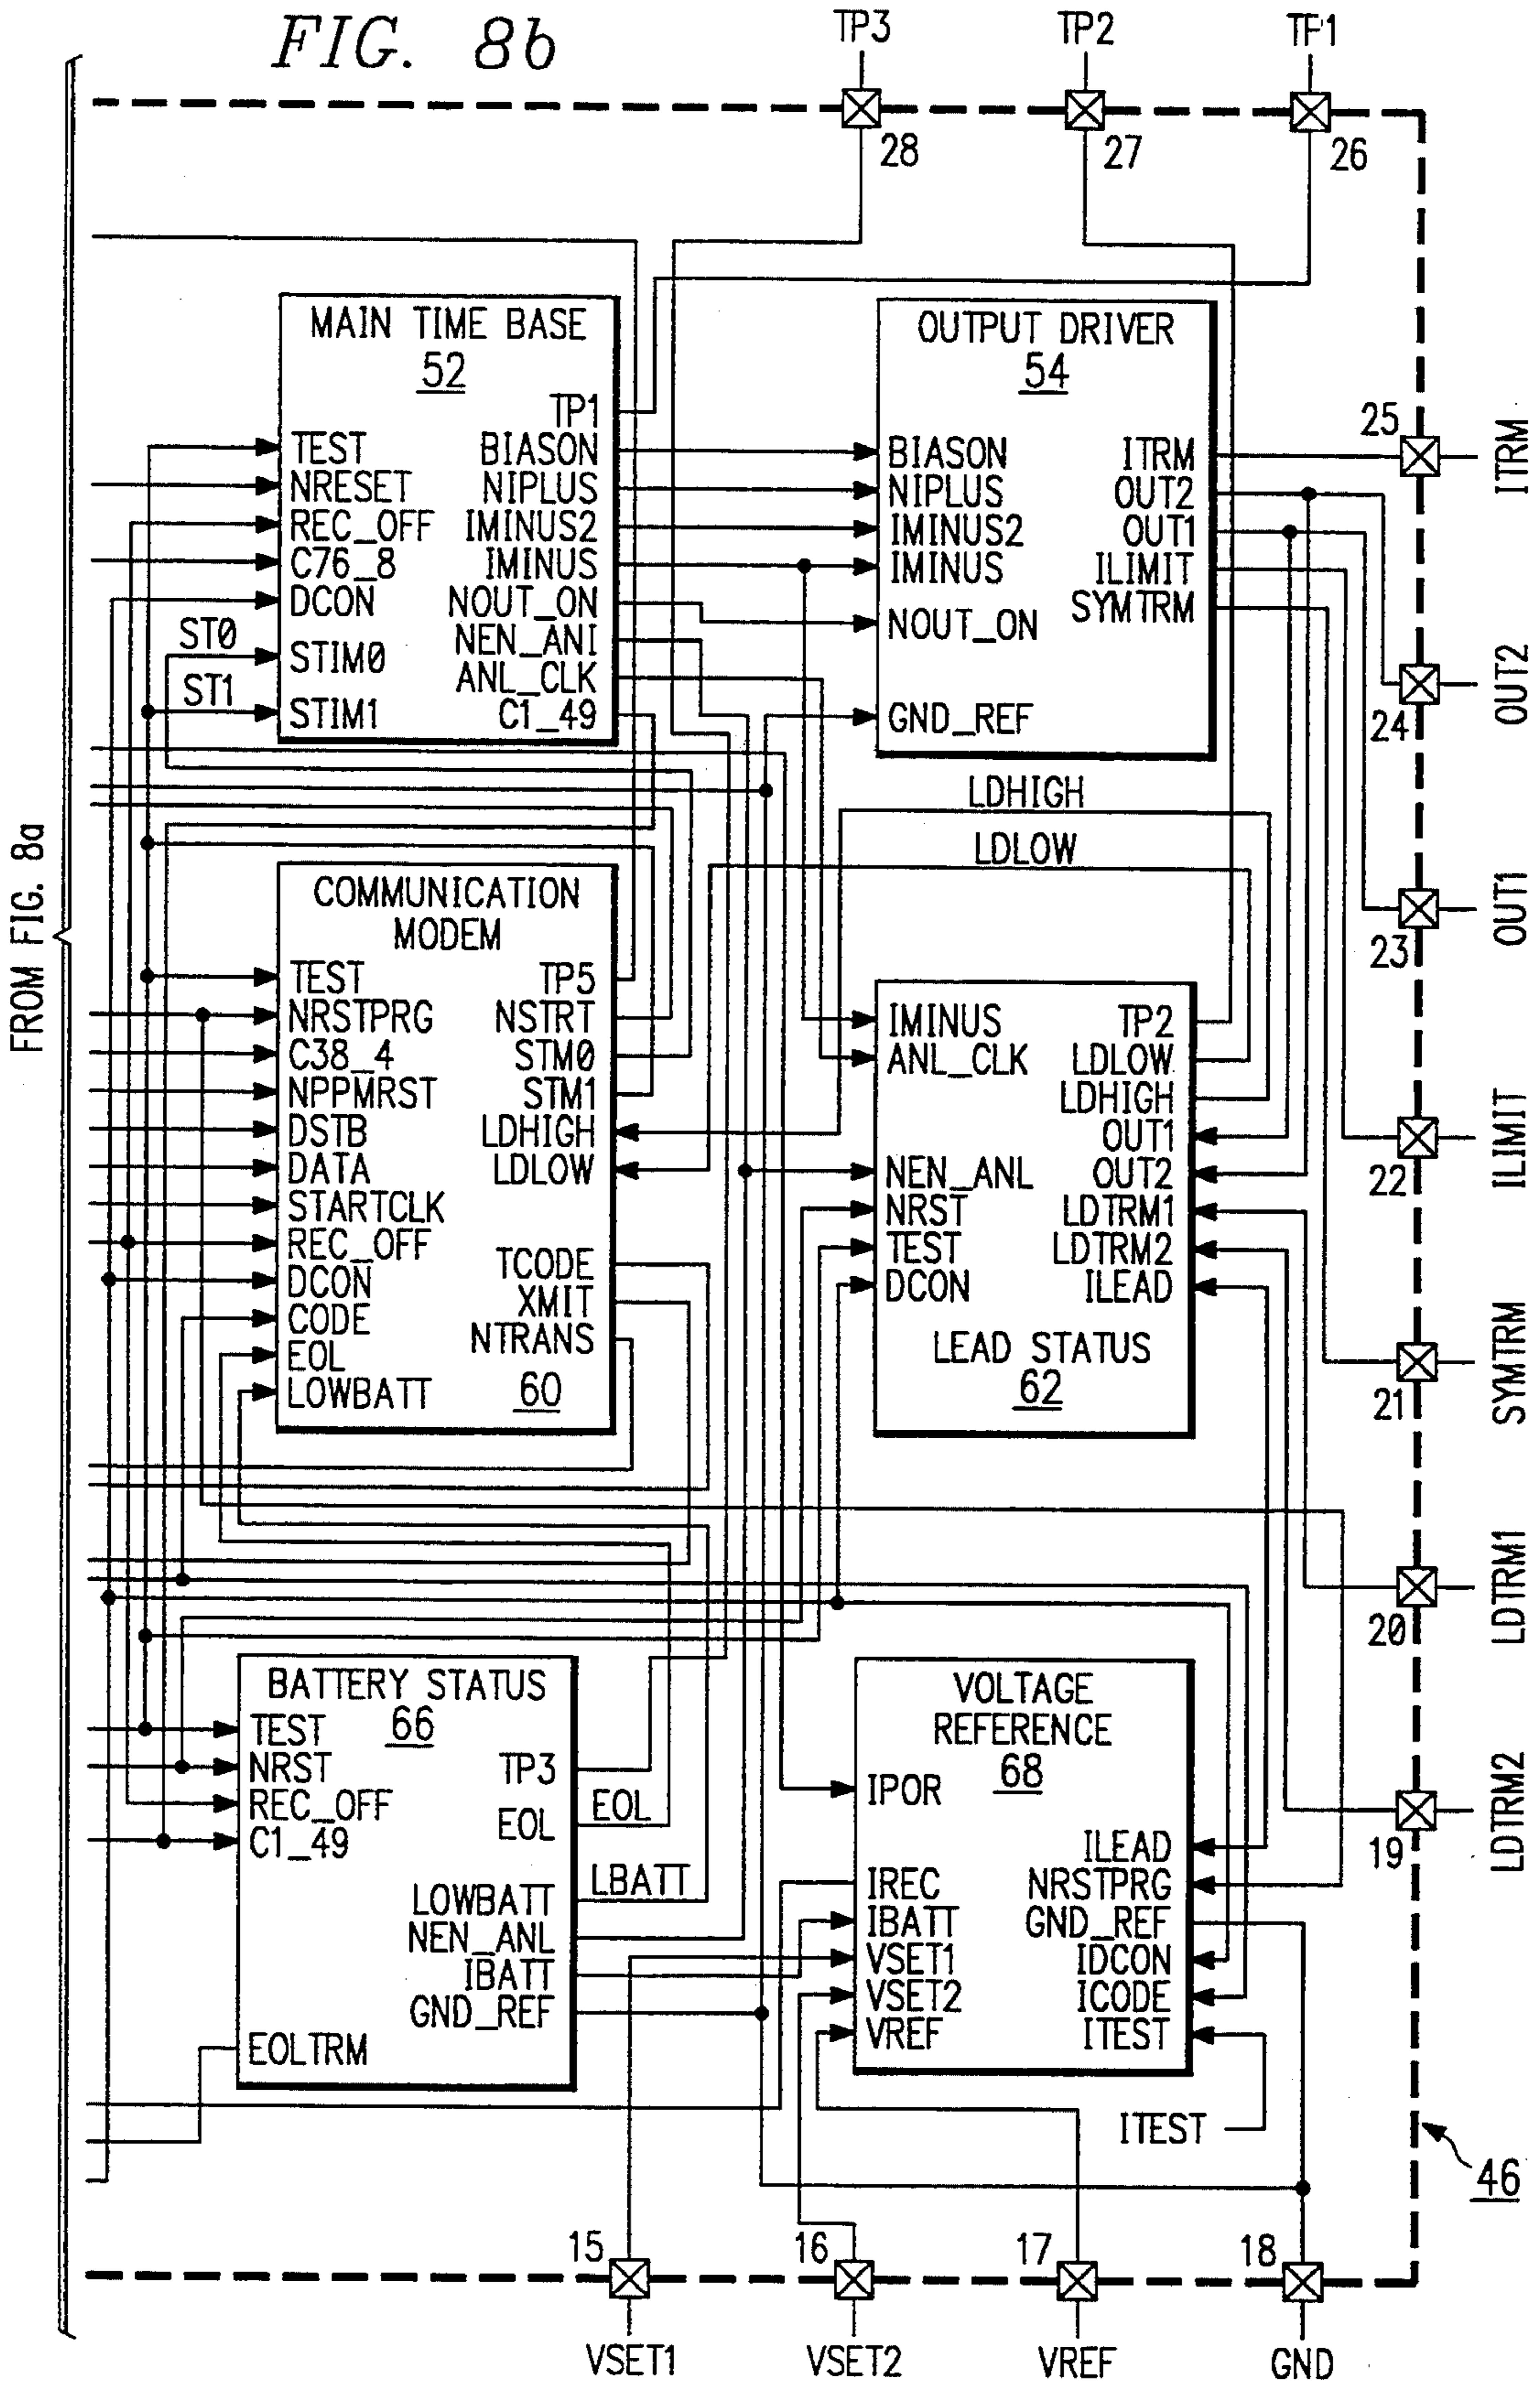 FIG. 8b
TP3
TP2
TP1
28
27
26
MAIN TIME BASE
52
TP1
TEST
NRESET
REC_OFF
C76_8
DCON
ST0
STIM0
ST1
STIM1
BIASON
NIPLUS
IMINUS2
IMINUS
NOUT_ON
NEN_ANI
ANL_CLK
C1_49
OUTPUT DRIVER
54
BIASON
NIPLUS
IMINUS2
IMINUS
NOUT_ON
GND_REF
ITRM
OUT2
OUT1
ILIMIT
SYMTRM
25
ITRM
24
OUT2
23
OUT1
22
ILIMIT
21
SYMTRM
20
LDTRM1
19
LDTRM2
LDHIGH
LDLOW
FROM FIG. 8a
COMMUNICATION
MODEM
TEST
NRSTPRG
C38_4
NPPMRST
DSTB
DATA
STARTCLK
REC_OFF
DCON
CODE
EOL
LOWBATT
TP5
NSTRT
STM0
STM1
LDHIGH
LDLOW
TCODE
XMIT
NTRANS
60
IMINUS
ANL_CLK
NEN_ANL
NRST
TEST
DCON
TP2
LDLOW
LDHIGH
OUT1
OUT2
LDTRM1
LDTRM2
ILEAD
LEAD STATUS
62
BATTERY STATUS
66
TEST
NRST
REC_OFF
C1_49
TP3
EOL
EOL
LOWBATT
LBATT
NEN_ANL
IBATT
GND_REF
EOLTRM
VOLTAGE
REFERENCE
68
IPOR
IREC
IBATT
VSET1
VSET2
VREF
ILEAD
NRSTPRG
GND_REF
IDCON
ICODE
ITEST
ITEST
46
15
16
17
18
VSET1
VSET2
VREF
GND